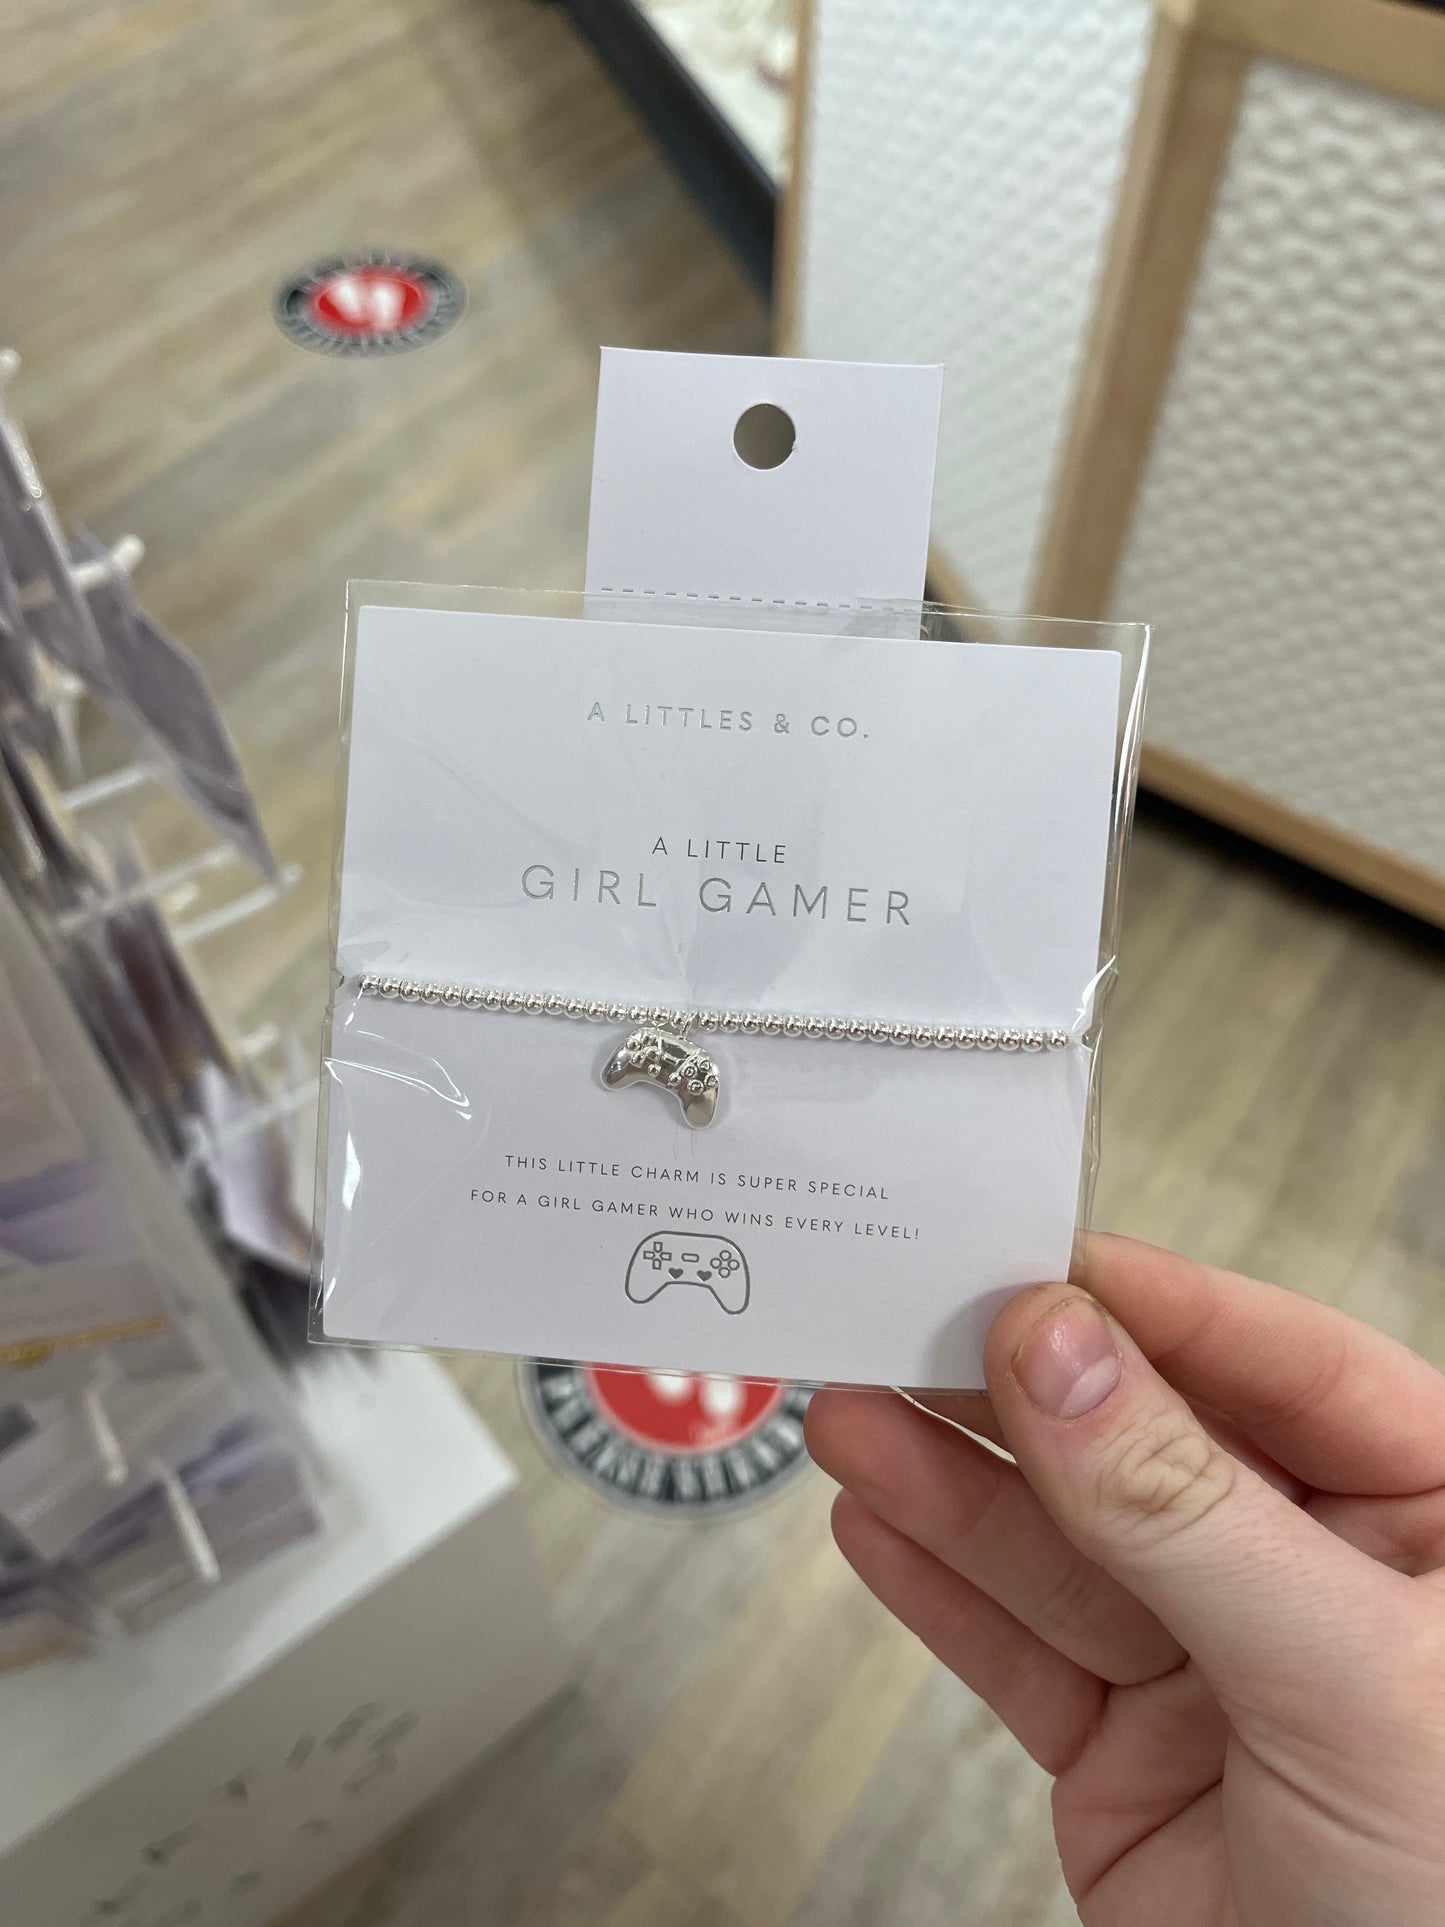 A LITTLES & CO.
A LITTLE
GIRL GAMER
THIS LITTLE CHARM IS SUPER SPECIAL
FOR A GIRL GAMER WHO WINS EVERY LEVEL!